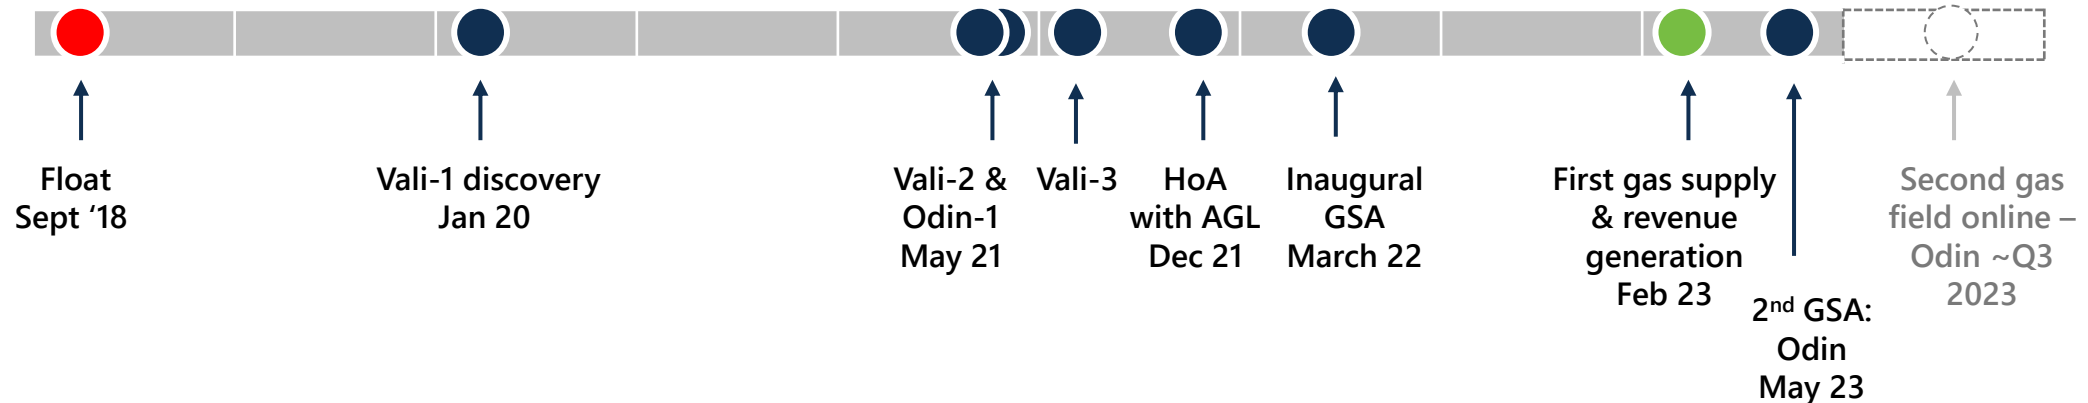 Float
Sept ‘18
Vali-1 discovery
Jan 20
Vali-2 &
Odin-1
May 21
Vali-3
HoA
with AGL
Dec 21
Inaugural
GSA
March 22
First gas supply
& revenue
generation
Feb 23
2nd GSA:
Odin
May 23
Second gas
field online –
Odin ~Q3
2023